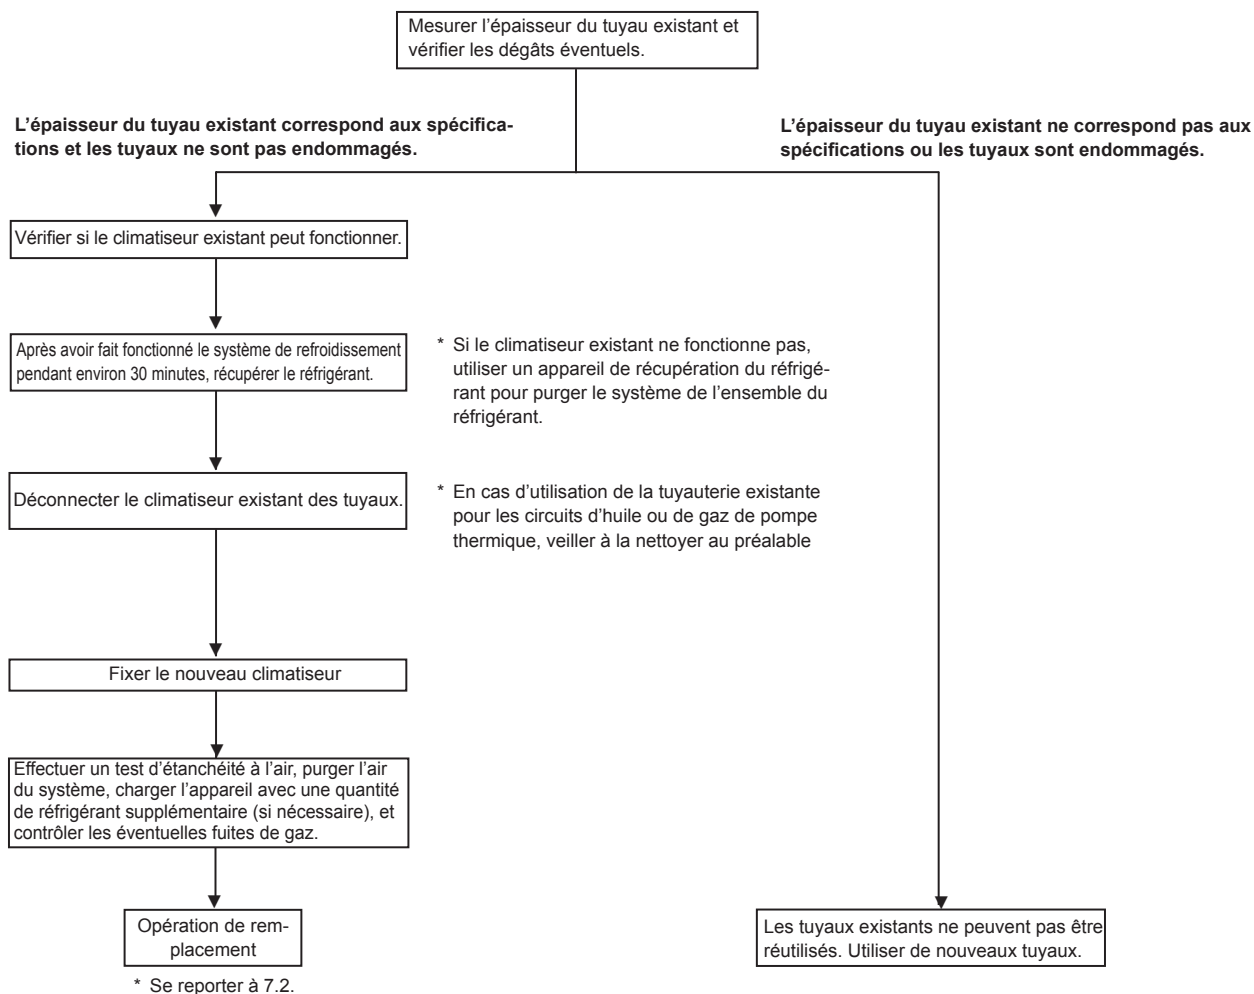 Mesurer l’épaisseur du tuyau existant et
vérifier les dégâts éventuels.
L’épaisseur du tuyau existant correspond aux spécifica-
tions et les tuyaux ne sont pas endommagés.
L’épaisseur du tuyau existant ne correspond pas aux
spécifications ou les tuyaux sont endommagés.
Vérifier si le climatiseur existant peut fonctionner.
Après avoir fait fonctionné le système de refroidissement
pendant environ 30 minutes, récupérer le réfrigérant.
* Si le climatiseur existant ne fonctionne pas,
utiliser un appareil de récupération du réfrigé-
rant pour purger le système de l’ensemble du
réfrigérant.
Déconnecter le climatiseur existant des tuyaux.
* En cas d’utilisation de la tuyauterie existante
pour les circuits d’huile ou de gaz de pompe
thermique, veiller à la nettoyer au préalable
Fixer le nouveau climatiseur
Effectuer un test d’étanchéité à l’air, purger l’air
du système, charger l’appareil avec une quantité
de réfrigérant supplémentaire (si nécessaire), et
contrôler les éventuelles fuites de gaz.
Opération de rem-
placement
* Se reporter à 7.2.
Les tuyaux existants ne peuvent pas être
réutilisés. Utiliser de nouveaux tuyaux.